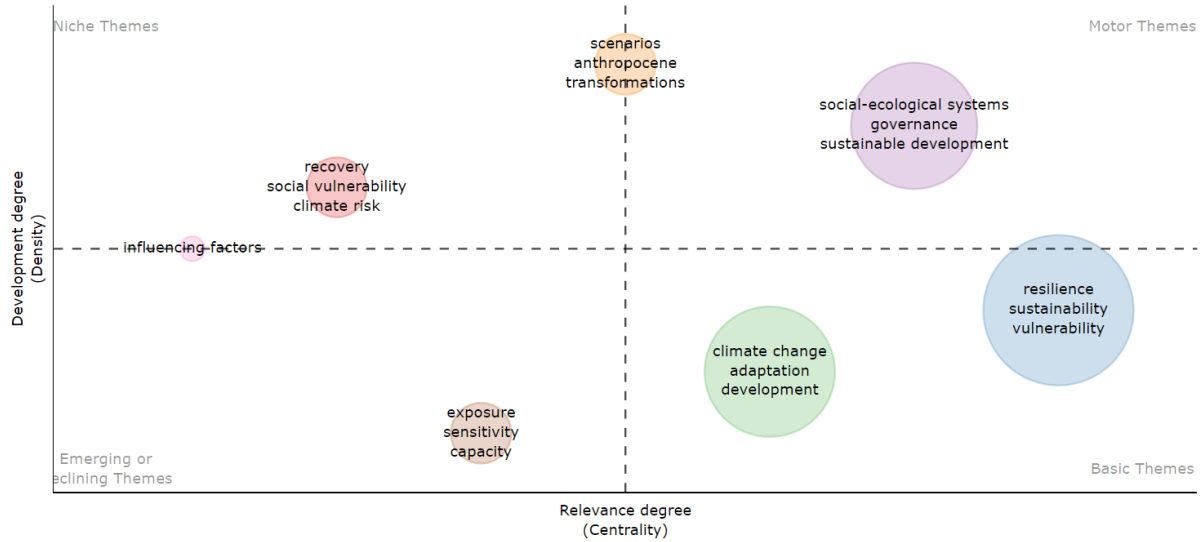 Niche Themes
Motor Themes
scenarios
anthropocene
transformations
social-ecological systems
governance
sustainable development
recovery
social vulnerability
climate risk
influencing factors
resilience
sustainability
vulnerability
climate change
adaptation
development
exposure
sensitivity
capacity
Emerging or
eclining Themes
Basic Themes
Development degree
(Density)
Relevance degree
(Centrality)